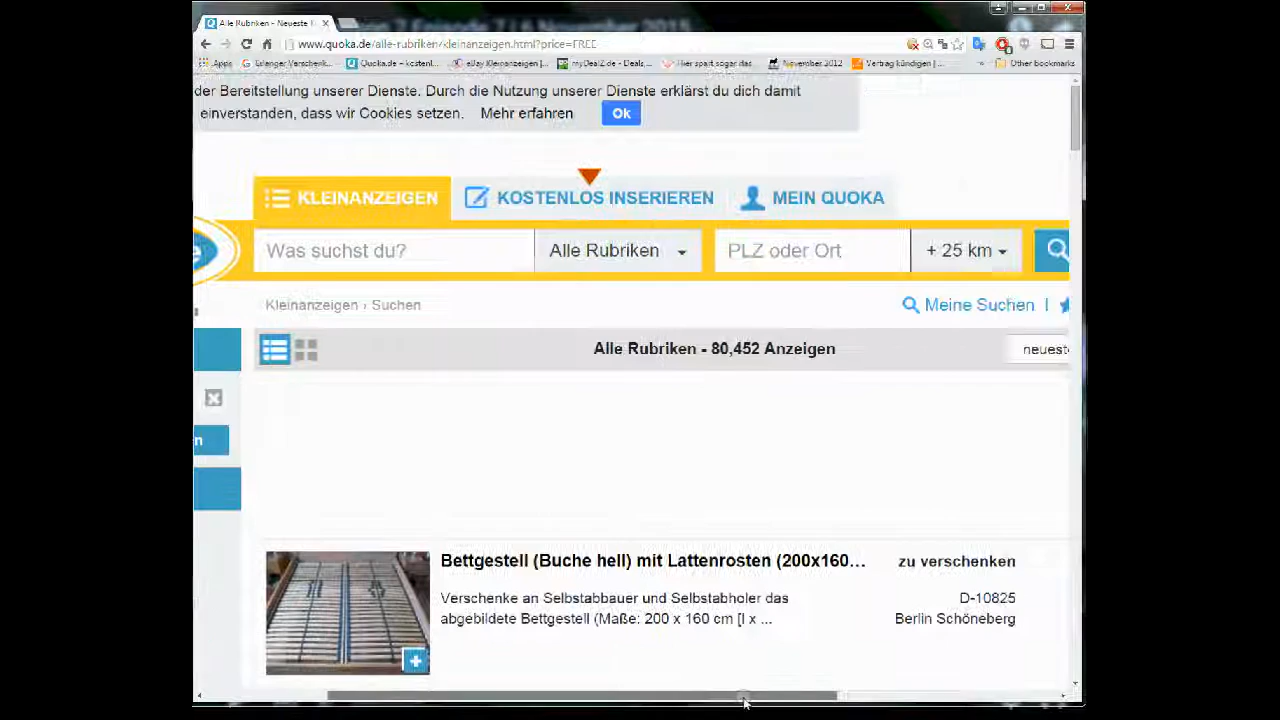 Alle Rubriken - Neueste
www.quoka.de/alle-rubriken/kleinanzeigen.html?price=FREE
Apps Erlanger Verschenk... Quoka.de – kostenl... eBay Kleinanzeigen |... myDealZ.de - Deals,... Hier spart sogar das... November 2012 Vertrag kündigen | ... » Other bookmarks
der Bereitstellung unserer Dienste. Durch die Nutzung unserer Dienste erklärst du dich damit
einverstanden, dass wir Cookies setzen. Mehr erfahren Ok
KLEINANZEIGEN KOSTENLOS INSERIEREN MEIN QUOKA
Was suchst du? Alle Rubriken PLZ oder Ort + 25 km
Kleinanzeigen › Suchen Meine Suchen |
Alle Rubriken - 80,452 Anzeigen neueste
n
Bettgestell (Buche hell) mit Lattenrosten (200x160... zu verschenken
Verschenke an Selbstabbauer und Selbstabholer das D-10825
abgebildete Bettgestell (Maße: 200 x 160 cm [l x ... Berlin Schöneberg